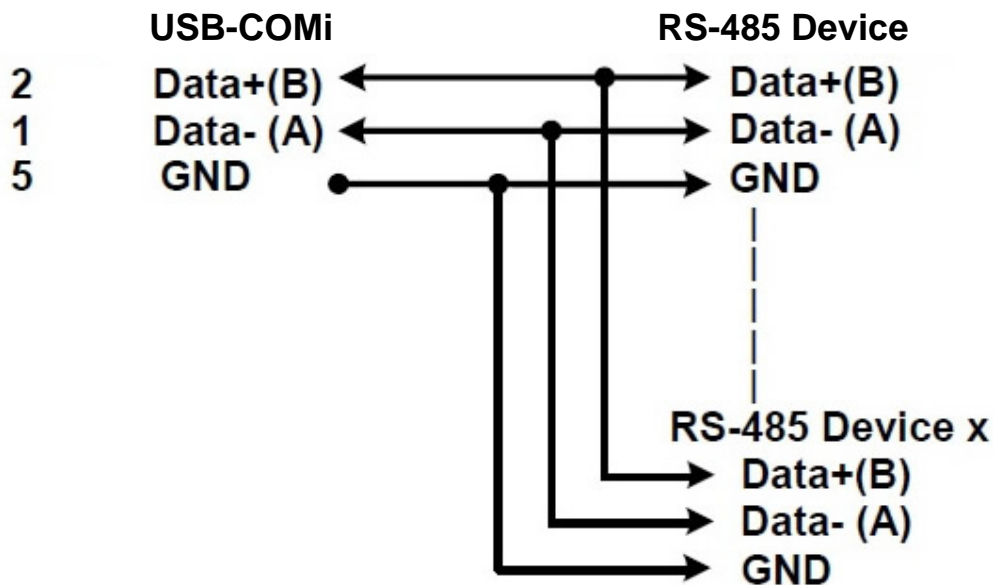 USB-COMi RS-485 Device
2 Data+(B) Data+(B)
1 Data- (A) Data- (A)
5 GND GND
RS-485 Device x
Data+(B)
Data- (A)
GND